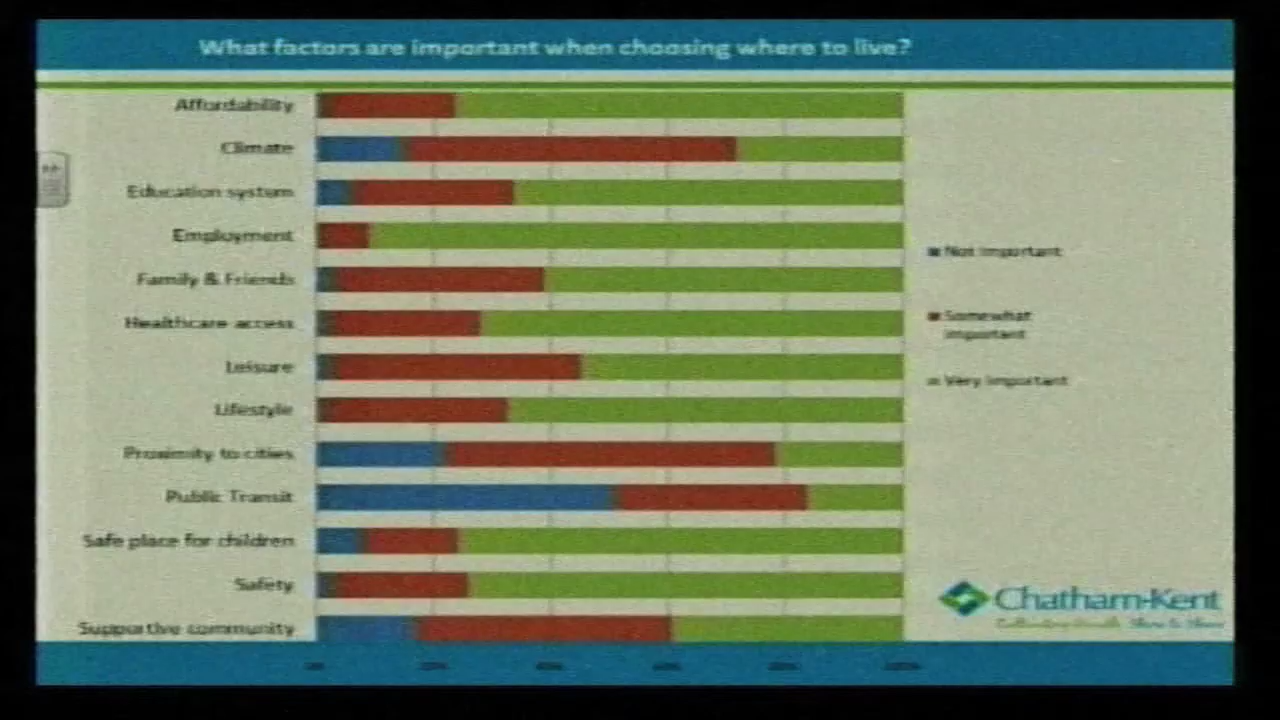 What factors are important when choosing where to live?
Affordability
Climate
Education system
Employment
Family & Friends
Healthcare access
Leisure
Lifestyle
Proximity to cities
Public Transit
Safe place for children
Safety
Supportive community
Not important
Somewhat
important
Very important
Chatham-Kent